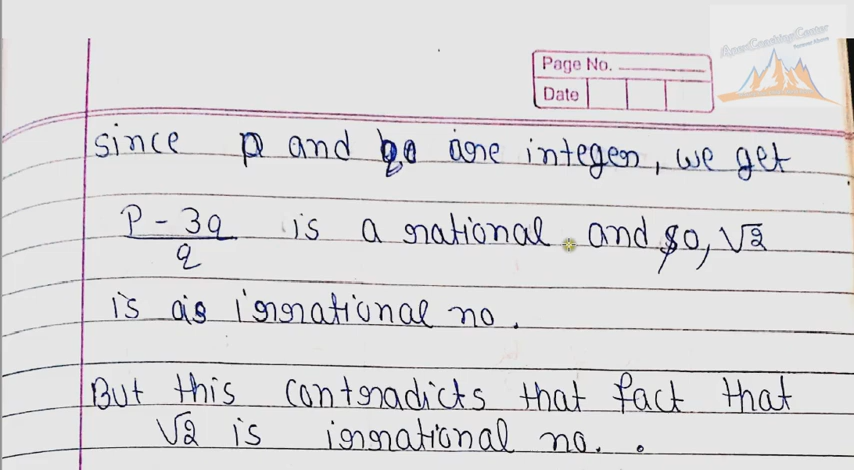 Page No.
Date
since p and q are integer, we get
P - 3q
q
is a rational. and so, √2
is as irrational no.
But this contradicts that fact that
√2 is irrational no..